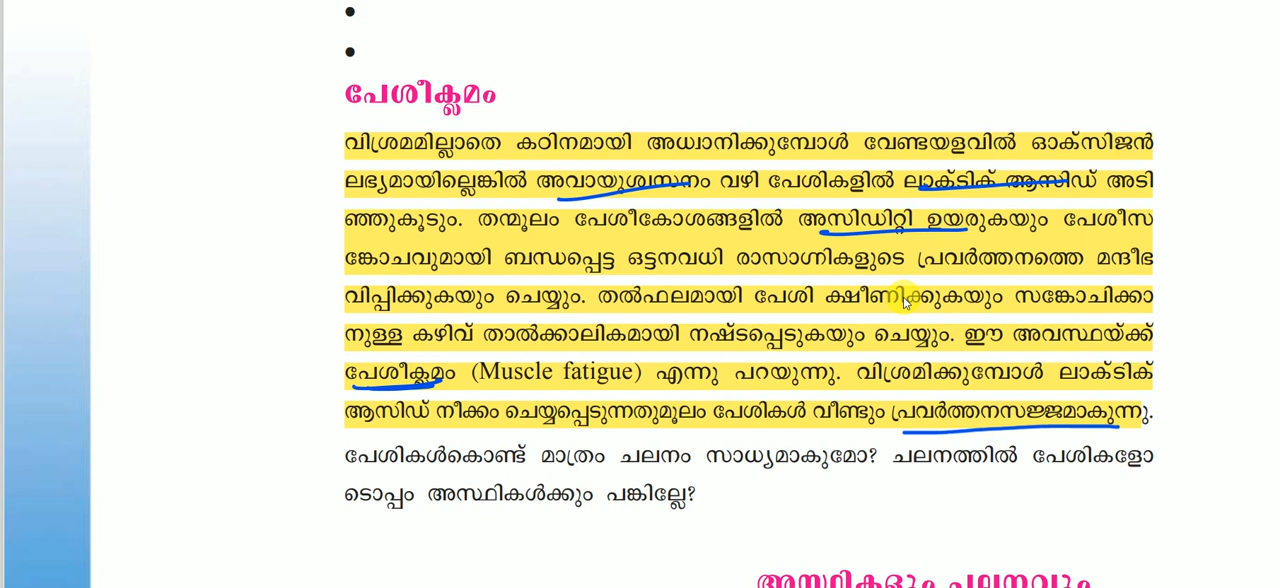 പേശീക്ലമം
വിശ്രമമില്ലാതെ കഠിനമായി അധ്വാനിക്കുമ്പോൾ വേണ്ടയളവിൽ ഓക്സിജൻ
ലഭ്യമായില്ലെങ്കിൽ അവായുശ്വസനം വഴി പേശികളിൽ ലാക്ടിക് ആസിഡ് അടി
ഞ്ഞുകൂടും. തന്മൂലം പേശീകോശങ്ങളിൽ അസിഡിറ്റി ഉയരുകയും പേശീസ
ങ്കോചവുമായി ബന്ധപ്പെട്ട ഒട്ടനവധി രാസാഗ്നികളുടെ പ്രവർത്തനത്തെ മന്ദീഭ
വിപ്പിക്കുകയും ചെയ്യും. തൽഫലമായി പേശി ക്ഷീണിക്കുകയും സങ്കോചിക്കാ
നുള്ള കഴിവ് താൽക്കാലികമായി നഷ്ടപ്പെടുകയും ചെയ്യും. ഈ അവസ്ഥയ്ക്ക്
പേശീക്ലമം (Muscle fatigue) എന്നു പറയുന്നു. വിശ്രമിക്കുമ്പോൾ ലാക്ടിക്
ആസിഡ് നീക്കം ചെയ്യപ്പെടുന്നതുമൂലം പേശികൾ വീണ്ടും പ്രവർത്തനസജ്ജമാകുന്നു.
പേശികൾകൊണ്ട് മാത്രം ചലനം സാധ്യമാകുമോ? ചലനത്തിൽ പേശികളോ
ടൊപ്പം അസ്ഥികൾക്കും പങ്കില്ലേ?
അസ്ഥികളും ചലനവും